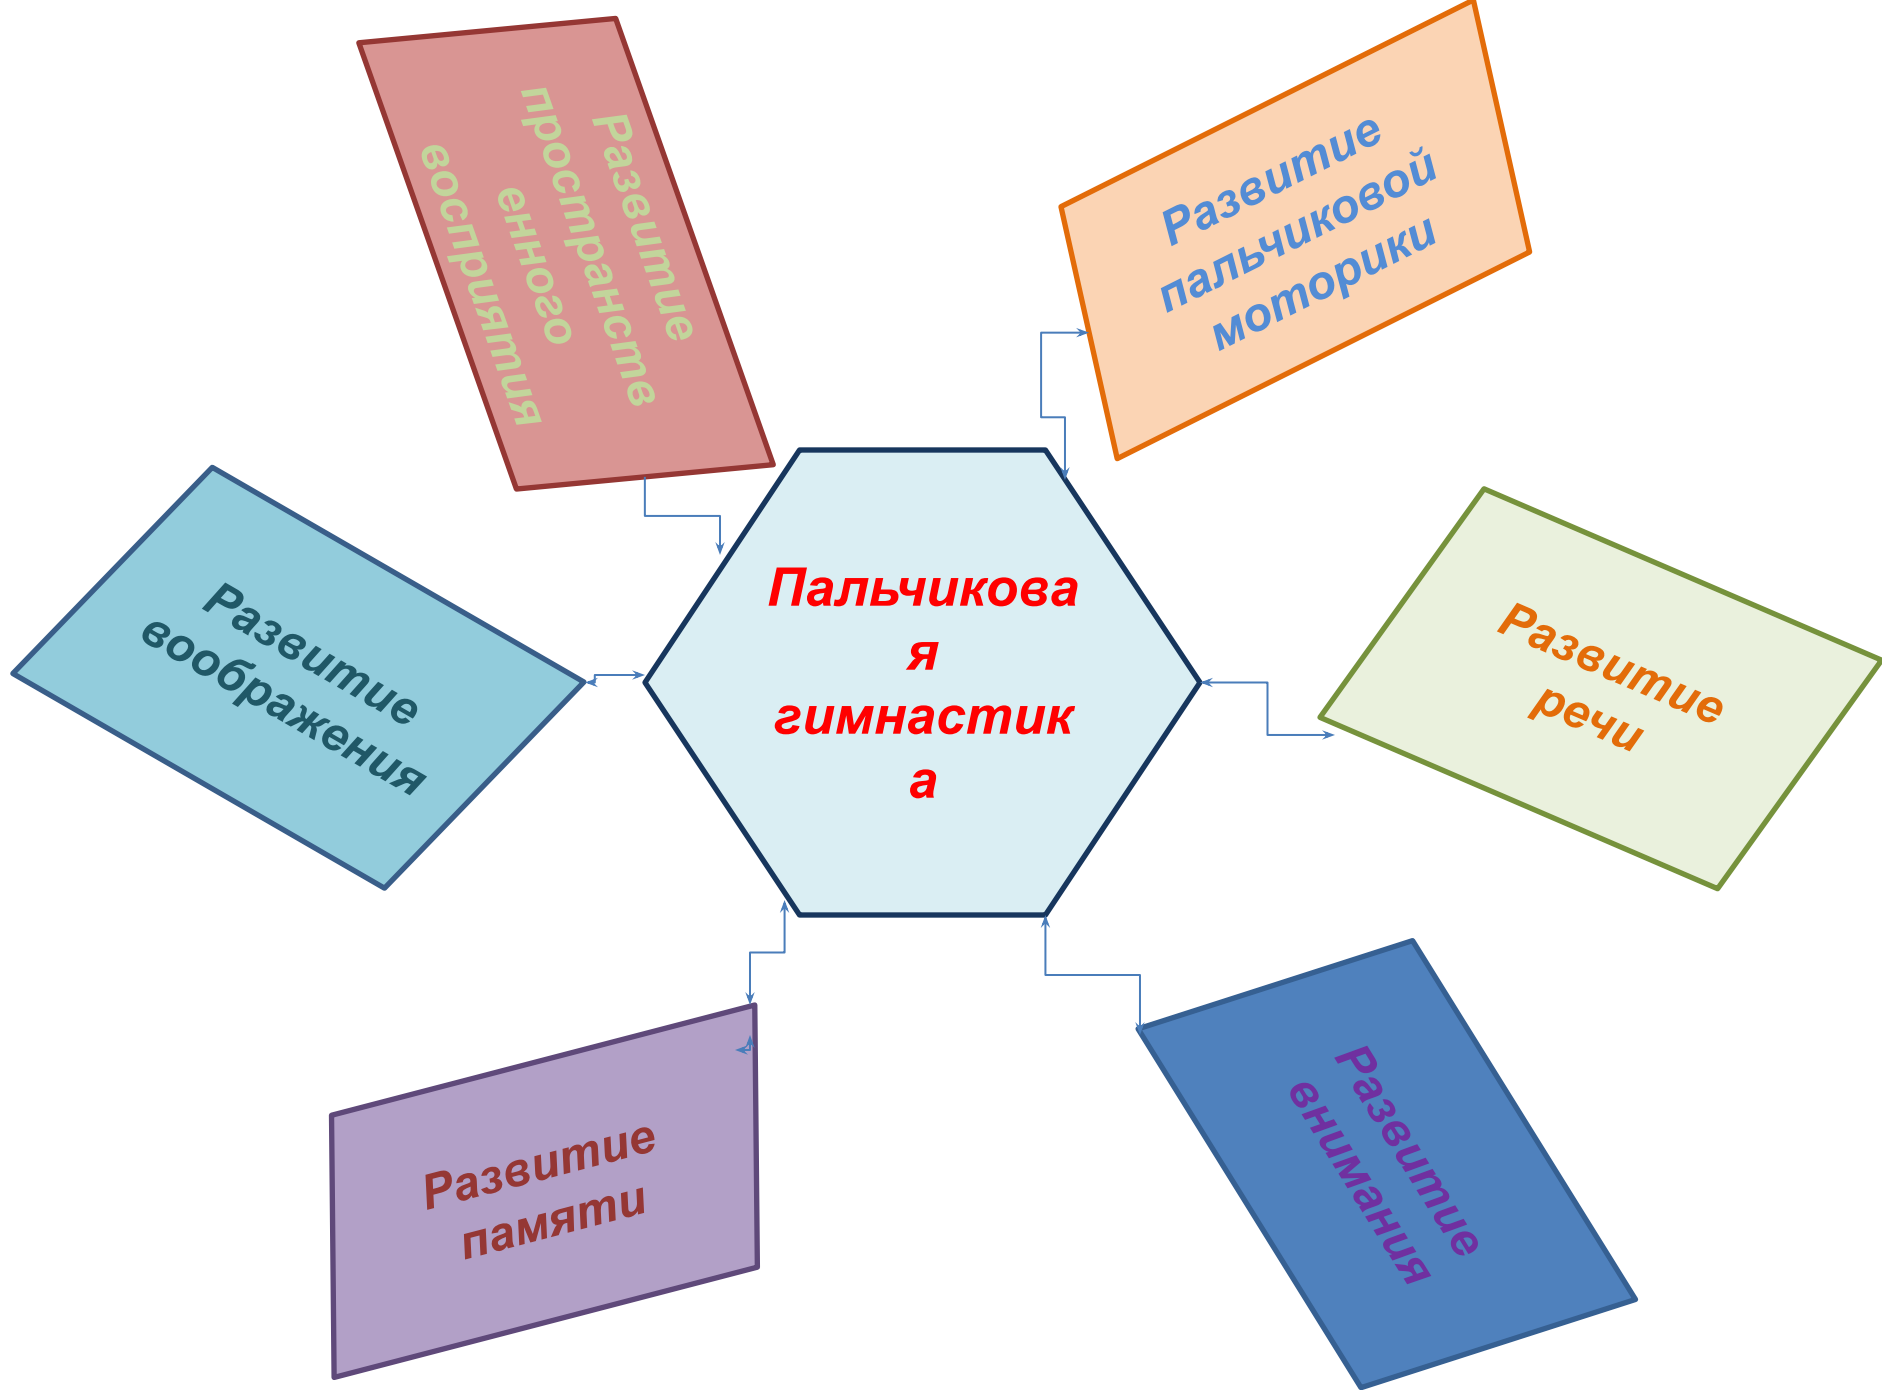 Развитие
пространств
енного
восприятия
Развитие
пальчиковой
моторики
Развитие
воображения
Пальчикова
я
гимнастик
а
Развитие
речи
Развитие
памяти
Развитие
внимания